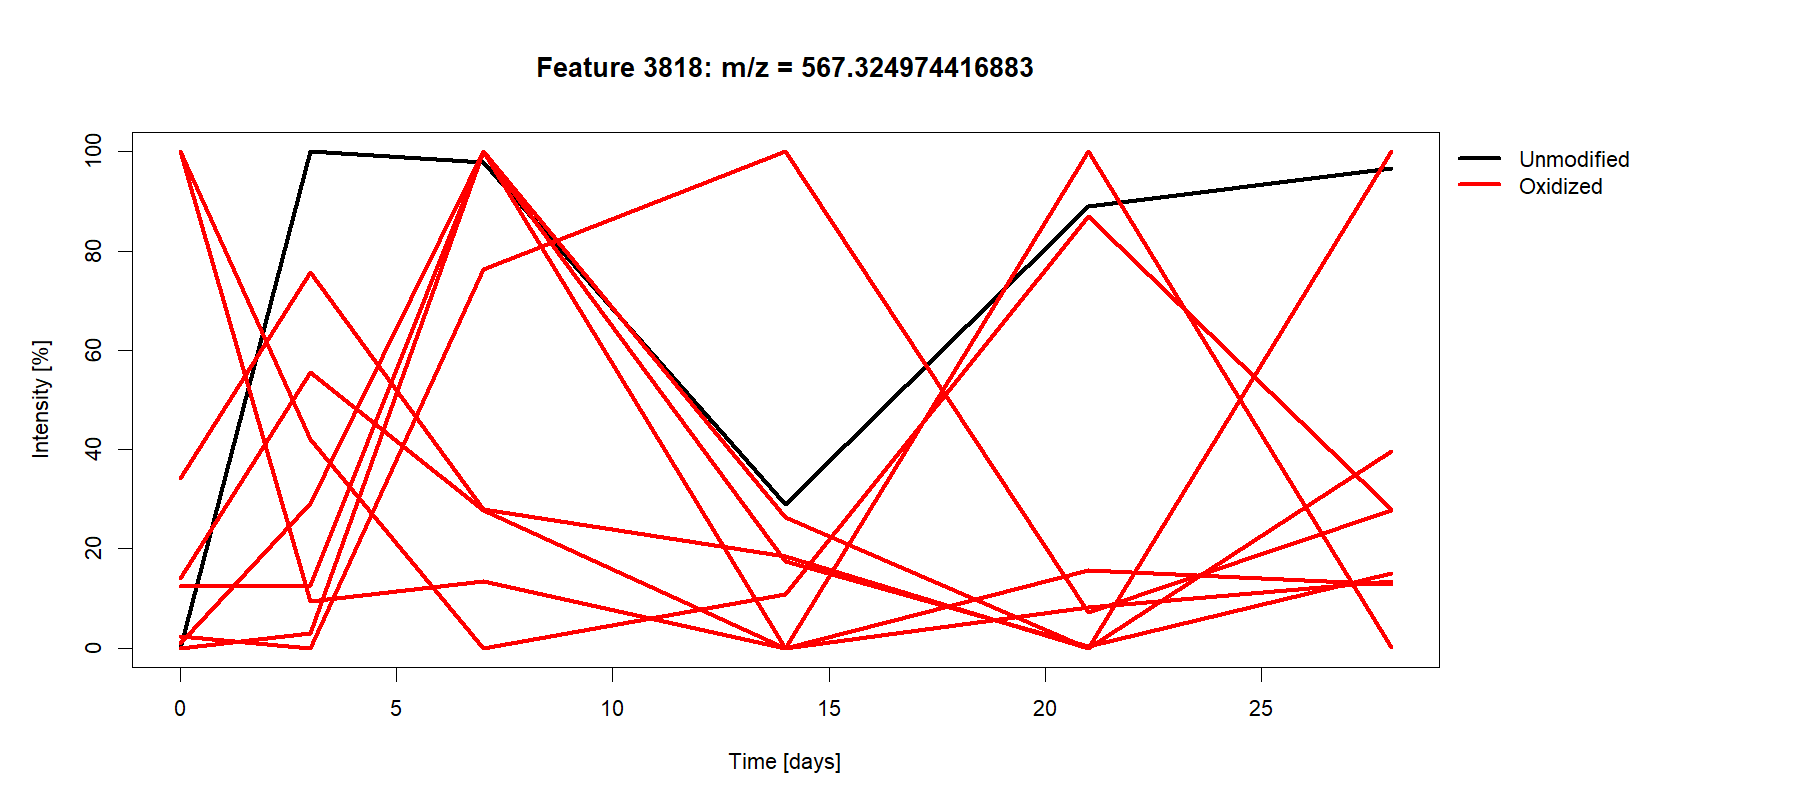 Feature 3818: m/z = 567.324974416883
Unmodified
Oxidized
Intensity [%]
100
80
60
40
20
0
0 5 10 15 20 25
Time [days]